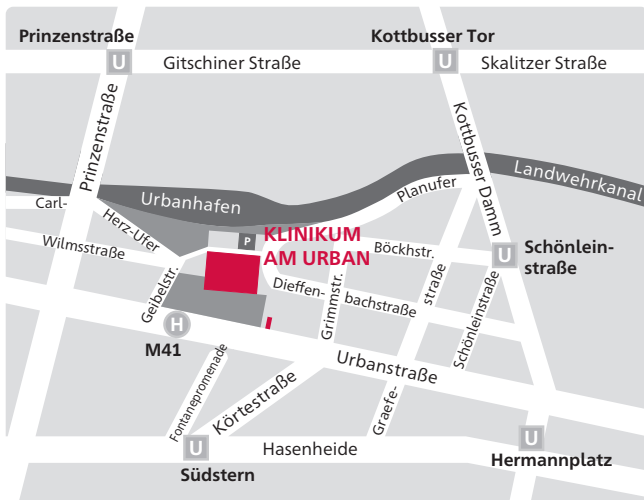 Prinzenstraße
Kottbusser Tor
U
Gitschiner Straße
U
Skalitzer Straße
Prinzenstraße
Kottbusser Damm
Landwehrkanal
Urbanhafen
Planufer
Carl-
Herz-Ufer
P
KLINIKUM
AM URBAN
Wilmsstraße
Böckhstr.
U
Schönlein-
straße
Geibelstr.
Dieffen-
bachstraße
Grimmstr.
Graefe-
straße
Schönleinstraße
H
M41
Urbanstraße
Fontanepromenade
Körtestraße
U
Südstern
Hasenheide
U
Hermannplatz